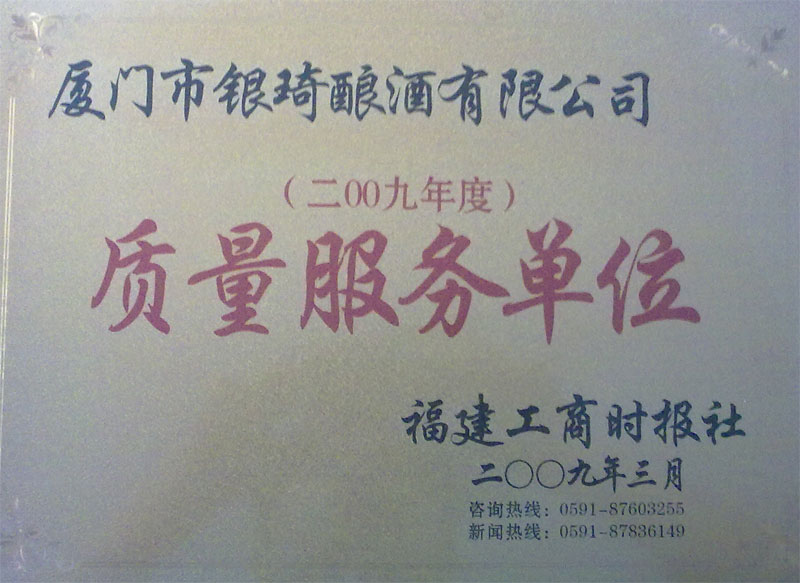 厦门市银琦酿酒有限公司
（二00九年度）
质量服务单位
福建工商时报社
二〇〇九年三月
咨询热线：0591-87603255
新闻热线：0591-87836149